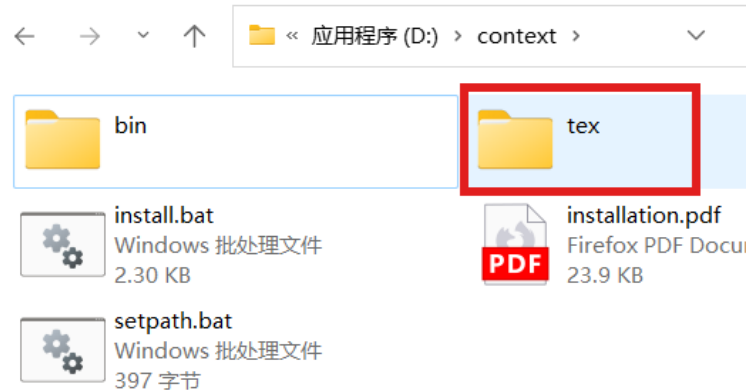 « 应用程序 (D:) › context ›
bin
tex
install.bat
Windows 批处理文件
2.30 KB
installation.pdf
Firefox PDF Docu
23.9 KB
PDF
setpath.bat
Windows 批处理文件
397 字节